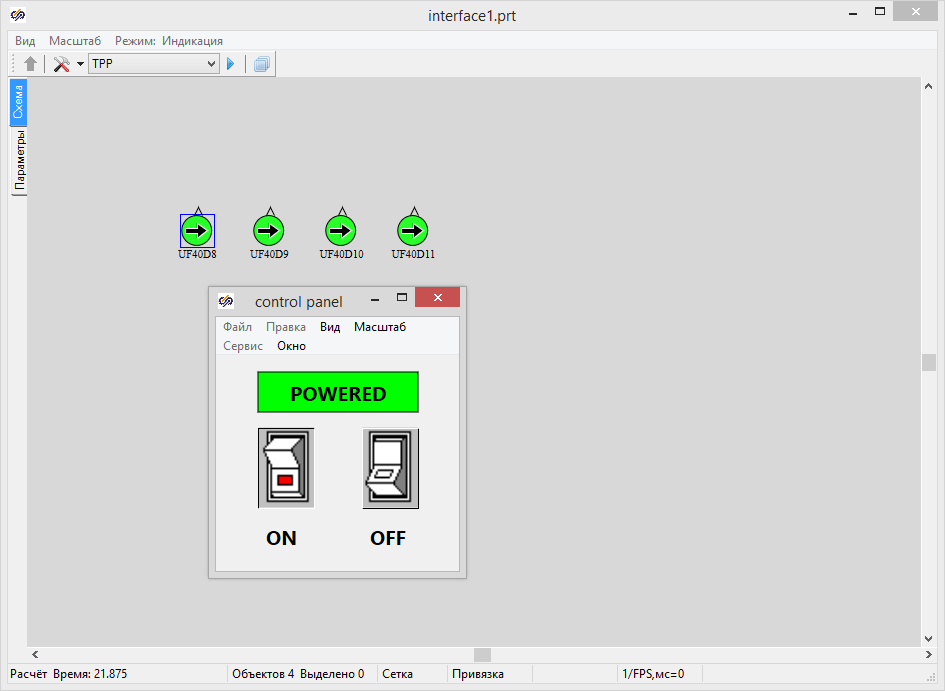 interface1.prt
Вид Масштаб Режим: Индикация
TPP
Схема
Параметры
UF40D8 UF40D9 UF40D10 UF40D11
control panel
Файл Правка Вид Масштаб
Сервис Окно
POWERED
ON OFF
Расчёт Время: 21.875 Объектов 4 Выделено 0 Сетка Привязка 1/FPS,мс=0